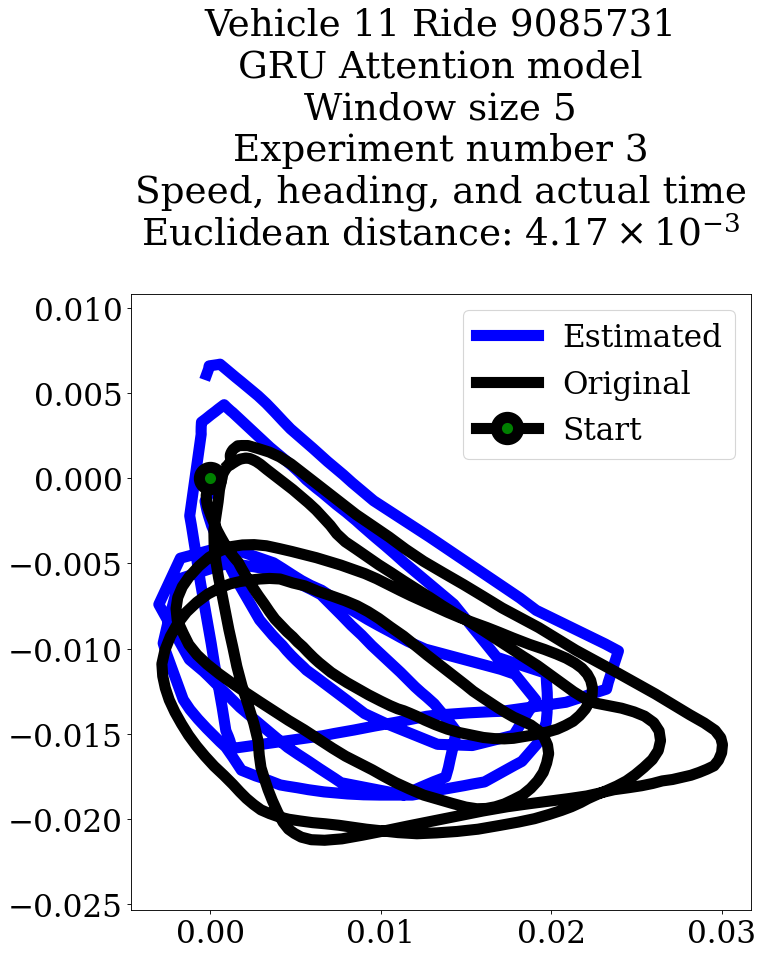 Vehicle 11 Ride 9085731
GRU Attention model
Window size 5
Experiment number 3
Speed, heading, and actual time
Euclidean distance: 4.17 × 10⁻³
0.010
0.005
0.000
−0.005
−0.010
−0.015
−0.020
−0.025
Estimated
Original
Start
0.00 0.01 0.02 0.03